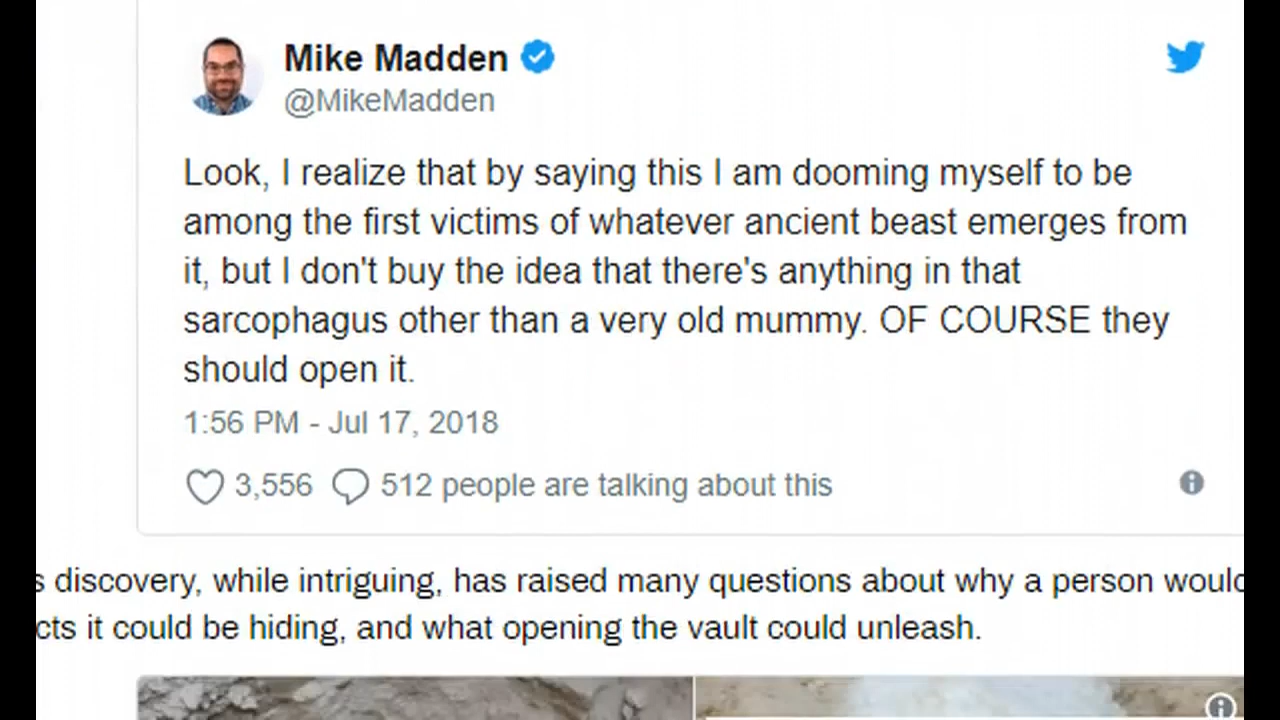 Mike Madden
@MikeMadden
Look, I realize that by saying this I am dooming myself to be
among the first victims of whatever ancient beast emerges from
it, but I don't buy the idea that there's anything in that
sarcophagus other than a very old mummy. OF COURSE they
should open it.
1:56 PM - Jul 17, 2018
3,556 512 people are talking about this
s discovery, while intriguing, has raised many questions about why a person would
cts it could be hiding, and what opening the vault could unleash.